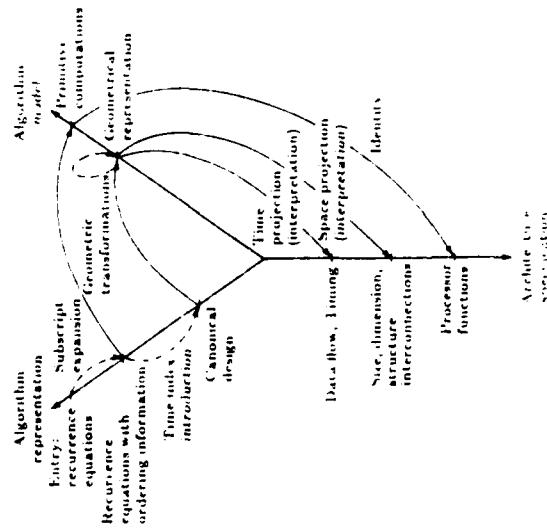 Algorithm
representation
Entry:
recurrence
equations
Subscript
expansion
Recurrence
equations with
ordering information
Time index
introduction
Canonical
design
Algorithm
model
Primitive
computations
Geometrical
representation
Geometric
transformations
Time
projection
(interpretation)
Space projection
(interpretation)
Identity
Data flow, Timing
Size, dimension,
structure
interconnections
Processor
functions
Architecture